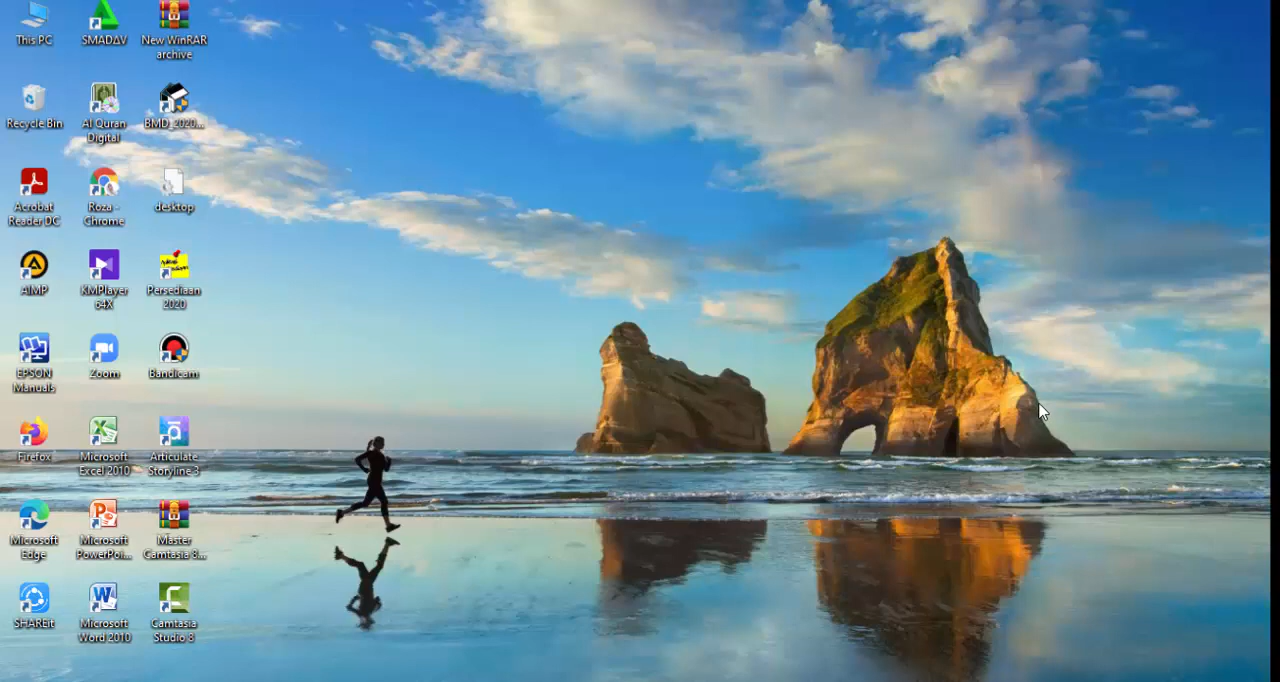 This PC
SMADΔV
New WinRAR
archive
Recycle Bin
Al Quran
Digital
BMD_2020...
Acrobat
Reader DC
Roza -
Chrome
desktop
AIMP
KMPlayer
64X
Persediaan
2020
EPSON
Manuals
Zoom
Bandicam
Firefox
Microsoft
Excel 2010
Articulate
Storyline 3
Microsoft
Edge
Microsoft
PowerPoi...
Master
Camtasia 8...
SHAREit
Microsoft
Word 2010
Camtasia
Studio 8